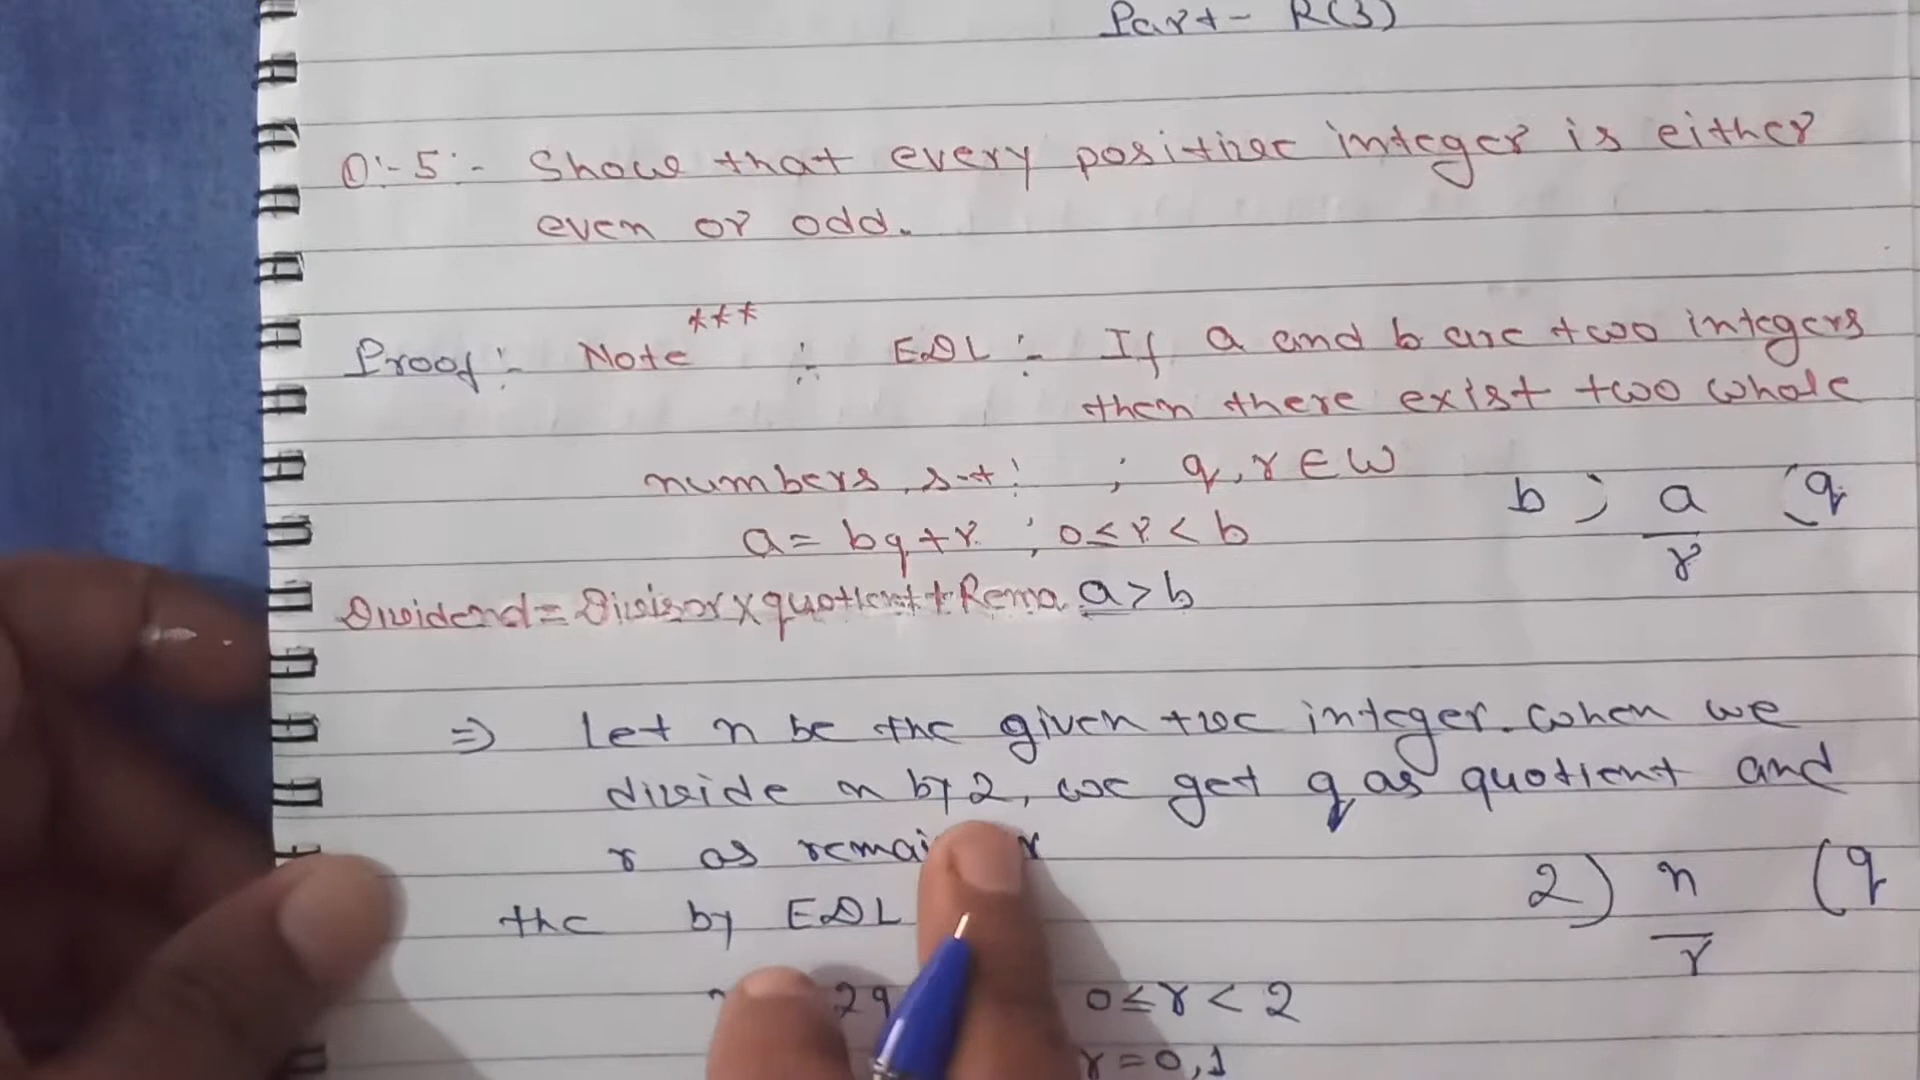 Part - R(3)
Q:-5:- Show that every positive integer is either
even or odd.
Proof:- Note*** :- EDL :- If a and b are two integers
then there exist two whole
numbers, s.t! ; q, r ∈ W
a = bq + r ; 0 ≤ r < b
b ) a ( q
r
Dividend = Divisor x quotient + Rema. a > b
⇒ Let n be the given +ve integer. when we
divide n by 2, we get q as quotient and
r as
the by EDL
2 ) n ( q
r
2q 0 ≤ r < 2
r = 0, 1